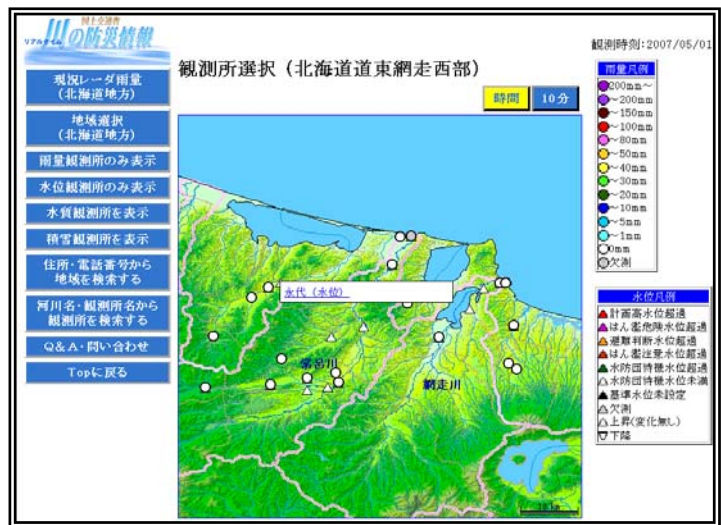 国土交通省
リアルタイム
川の防災情報
観測時刻:2007/05/01
観測所選択（北海道道東網走西部）
時間
10分
現況レーダ雨量
（北海道地方）
地域選択
（北海道地方）
雨量観測所のみ表示
水位観測所のみ表示
水質観測所を表示
積雪観測所を表示
住所・電話番号から
地域を検索する
河川名・観測所名から
観測所を検索する
Q&A・問い合わせ
Topに戻る
永代（水位）
常呂川
網走川
10 km
雨量凡例
200mm～
～200mm
～150mm
～100mm
～80mm
～50mm
～40mm
～30mm
～20mm
～10mm
～5mm
～1mm
0mm
欠測
水位凡例
計画高水位超過
はん濫危険水位超過
避難判断水位超過
はん濫注意水位超過
水防団待機水位超過
水防団待機水位未満
基準水位未設定
欠測
上昇(変化無し)
下降